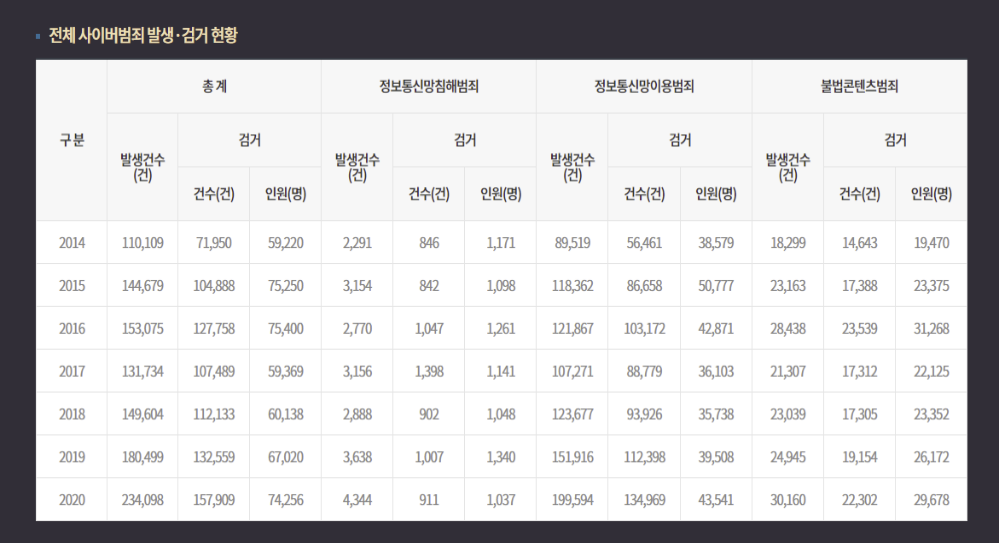 전체 사이버범죄 발생·검거 현황
구 분 총 계 정보통신망침해범죄 정보통신망이용범죄 불법콘텐츠범죄
발생건수(건) 검거 발생건수(건) 검거 발생건수(건) 검거 발생건수(건) 검거
건수(건) 인원(명) 건수(건) 인원(명) 건수(건) 인원(명) 건수(건) 인원(명)
2014 110,109 71,950 59,220 2,291 846 1,171 89,519 56,461 38,579 18,299 14,643 19,470
2015 144,679 104,888 75,250 3,154 842 1,098 118,362 86,658 50,777 23,163 17,388 23,375
2016 153,075 127,758 75,400 2,770 1,047 1,261 121,867 103,172 42,871 28,438 23,539 31,268
2017 131,734 107,489 59,369 3,156 1,398 1,141 107,271 88,779 36,103 21,307 17,312 22,125
2018 149,604 112,133 60,138 2,888 902 1,048 123,677 93,926 35,738 23,039 17,305 23,352
2019 180,499 132,559 67,020 3,638 1,007 1,340 151,916 112,398 39,508 24,945 19,154 26,172
2020 234,098 157,909 74,256 4,344 911 1,037 199,594 134,969 43,541 30,160 22,302 29,678